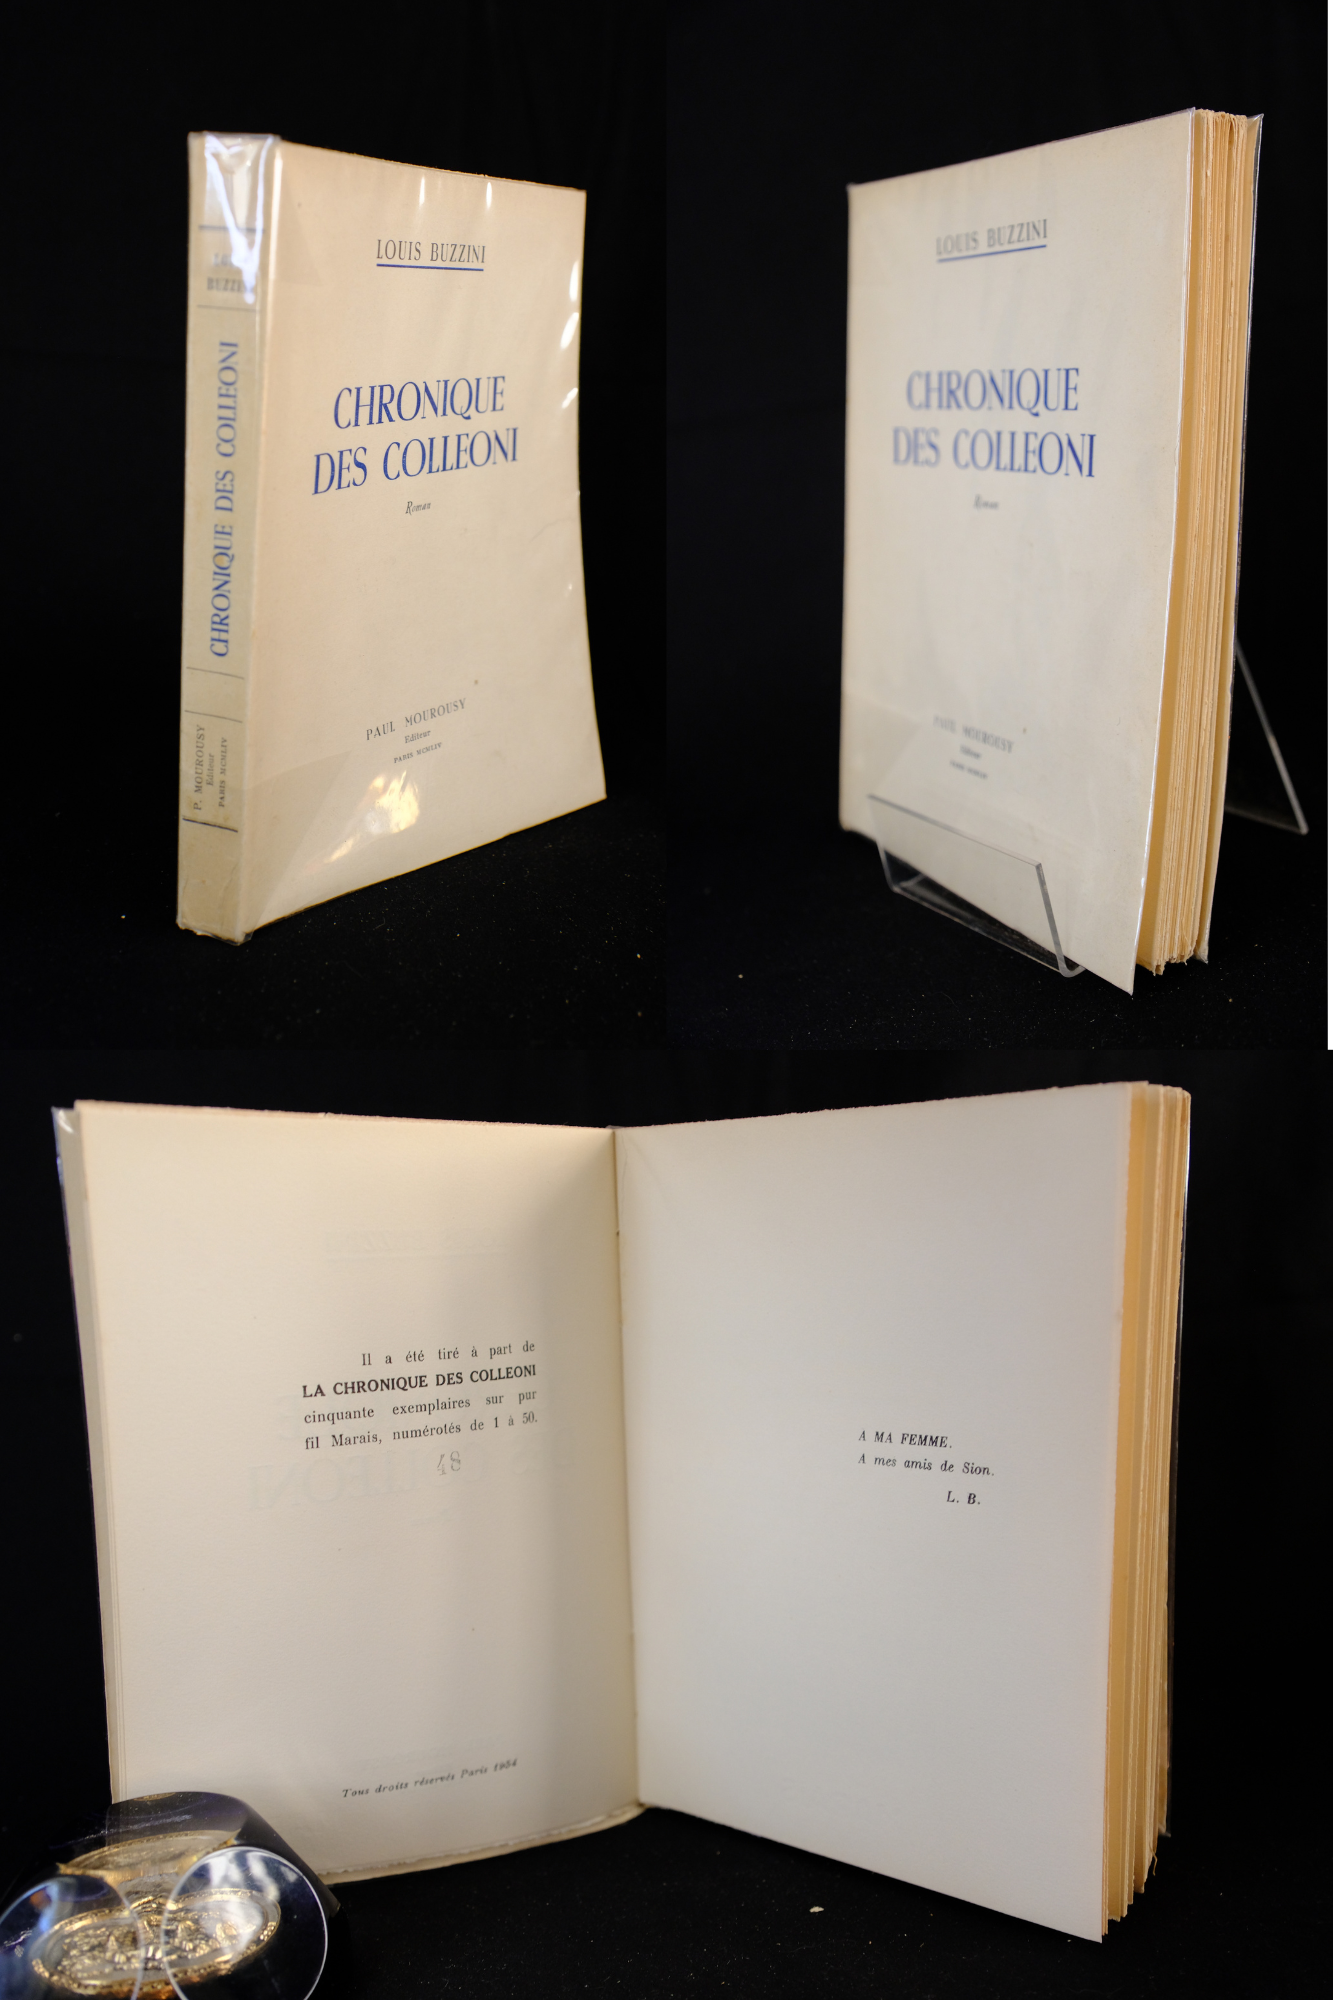 BUZZINI
CHRONIQUE DES COLLEONI
P. MOUROUSY
Editeur
PARIS MCMLIV
LOUIS BUZZINI
CHRONIQUE
DES COLLEONI
Roman
PAUL MOUROUSY
Editeur
PARIS MCMLIV
LOUIS BUZZINI
CHRONIQUE
DES COLLEONI
Roman
PAUL MOUROUSY
Editeur
Il a été tiré à part de
LA CHRONIQUE DES COLLEONI
cinquante exemplaires sur pur
fil Marais, numérotés de 1 à 50.
48
Tous droits réservés Paris 1954
A MA FEMME.
A mes amis de Sion.
L. B.